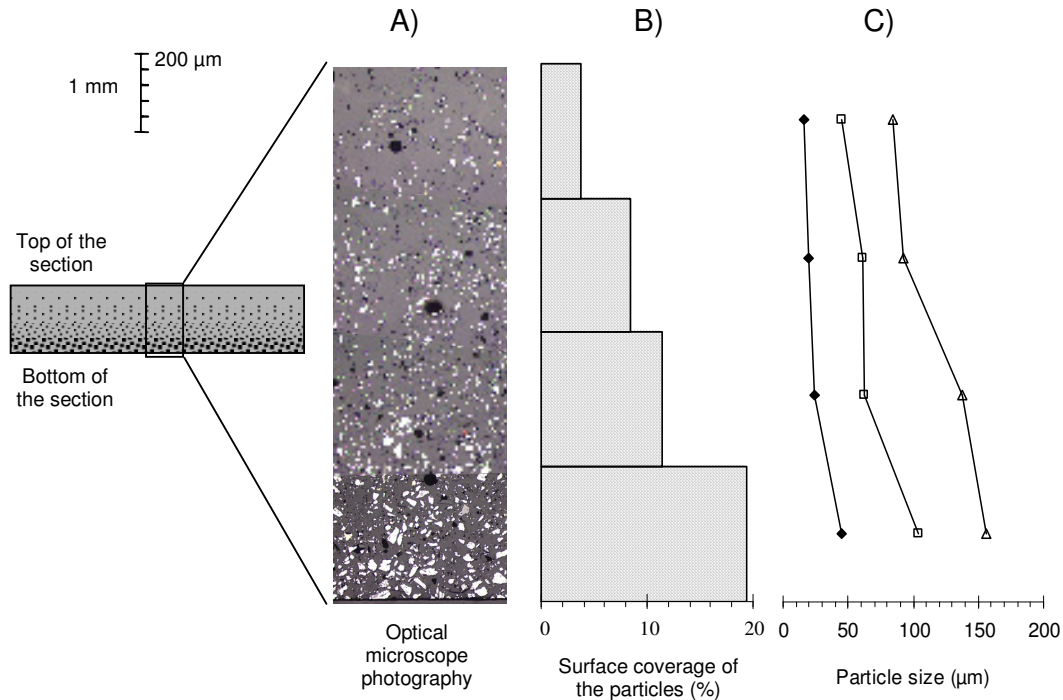 A)
B)
C)
200 µm
1 mm
Top of the
section
Bottom of
the section
0
10
20
0
50
100
150
200
Optical
microscope
photography
Surface coverage of
the particles (%)
Particle size (µm)